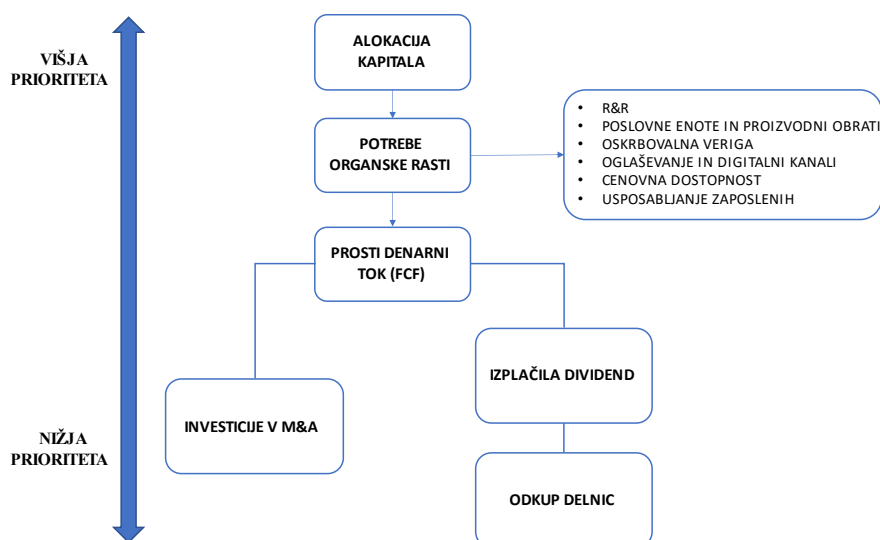 VIŠJA
PRIORITETA
ALOKACIJA
KAPITALA
POTREBE
ORGANSKE RASTI
• R&R
• POSLOVNE ENOTE IN PROIZVODNI OBRATI
• OSKRBOVALNA VERIGA
• OGLAŠEVANJE IN DIGITALNI KANALI
• CENOVNA DOSTOPNOST
• USPOSABLJANJE ZAPOSLENIH
PROSTI DENARNI
TOK (FCF)
IZPLAČILA DIVIDEND
INVESTICIJE V M&A
NIŽJA
PRIORITETA
ODKUP DELNIC